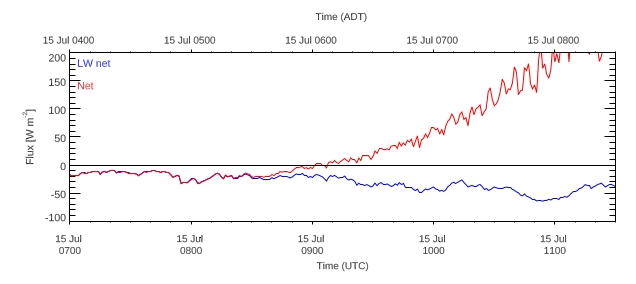 Time (ADT)
15 Jul 0400 15 Jul 0500 15 Jul 0600 15 Jul 0700 15 Jul 0800
200
150
100
50
0
-50
-100
Flux [W m⁻²]
LW net
Net
15 Jul 15 Jul 15 Jul 15 Jul 15 Jul
0700 0800 0900 1000 1100
Time (UTC)